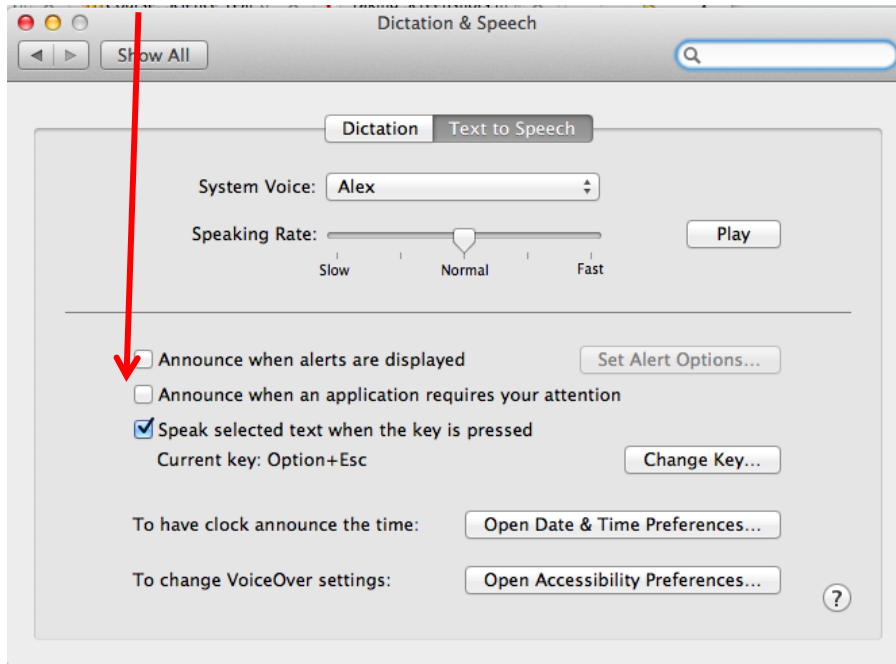 Dictation & Speech
Show All
Dictation Text to Speech
System Voice: Alex
Speaking Rate: Play
Slow Normal Fast
Announce when alerts are displayed Set Alert Options...
Announce when an application requires your attention
Speak selected text when the key is pressed
Current key: Option+Esc Change Key...
To have clock announce the time: Open Date & Time Preferences...
To change VoiceOver settings: Open Accessibility Preferences...
?